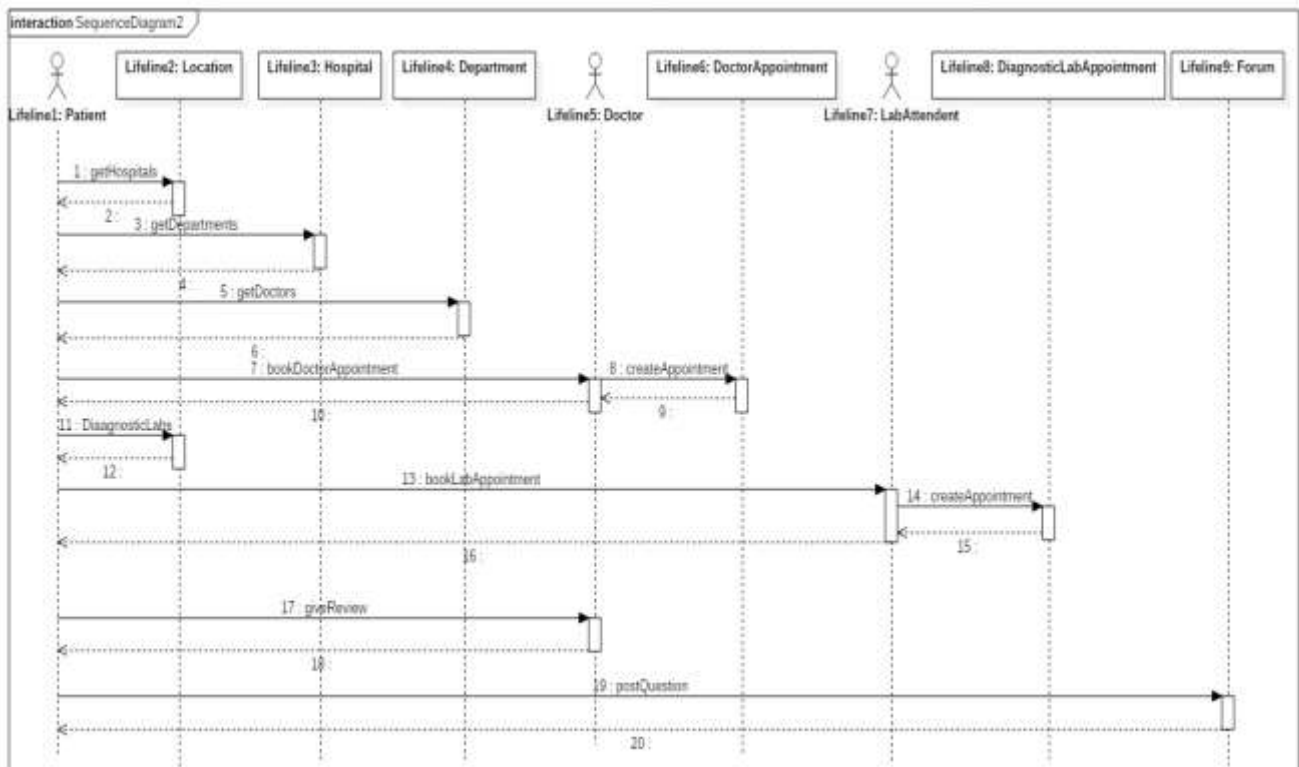 interaction SequenceDiagram2
Lifeline2: Location
Lifeline3: Hospital
Lifeline4: Department
Lifeline6: DoctorAppointment
Lifeline8: DiagnosticLabAppointment
Lifeline9: Forum
Lifeline1: Patient
Lifeline5: Doctor
Lifeline7: LabAttendent
1 : getHospitals
2 :
3 : getDepartments
4
5 : getDoctors
6
7 : bookDoctorAppointment
8 : createAppointment
9 :
10 :
11 : DiaagnosticLabs
12 :
13 : bookLabAppointment
14 : createAppointment
15 :
16 :
17 : giveReview
18 :
19 : postQuestion
20 :